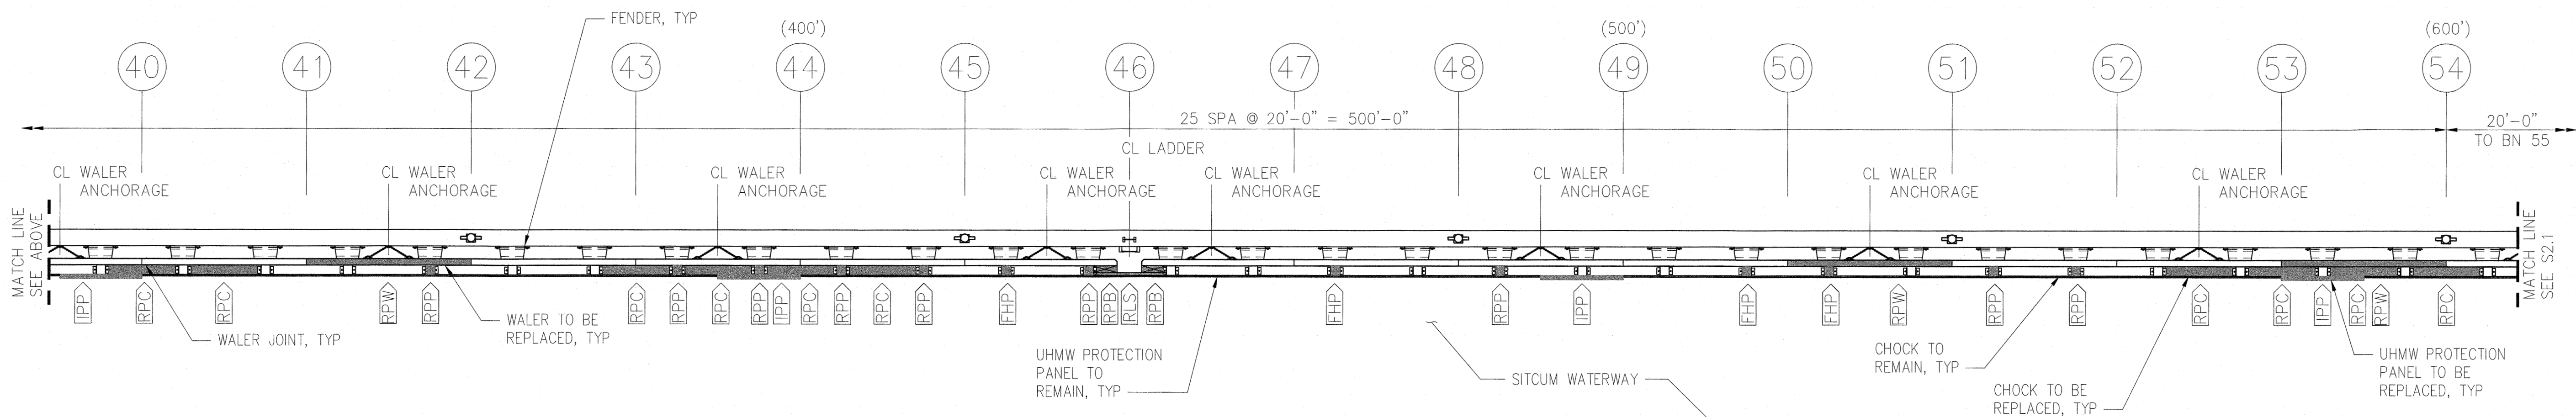 FENDER, TYP
(400')
(500')
(600')
40
41
42
43
44
45
46
47
48
49
50
51
52
53
54
25 SPA @ 20'-0" = 500'-0"
20'-0"
TO BN 55
CL LADDER
CL WALER
ANCHORAGE
CL WALER
ANCHORAGE
CL WALER
ANCHORAGE
CL WALER
ANCHORAGE
CL WALER
ANCHORAGE
CL WALER
ANCHORAGE
CL WALER
ANCHORAGE
CL WALER
ANCHORAGE
MATCH LINE
SEE ABOVE
MATCH LINE
SEE S2.1
IPP
RPC
RPC
RPW
RPP
RPC
RPP
RPC
RPP
IPP
RPC
RPP
RPC
RPP
FHP
RPP
RPB
RLS
RPB
FHP
RPP
IPP
FHP
FHP
RPW
RPP
RPP
RPC
RPC
IPP
RPC
RPW
RPC
WALER JOINT, TYP
WALER TO BE
REPLACED, TYP
UHMW PROTECTION
PANEL TO
REMAIN, TYP
SITCUM WATERWAY
CHOCK TO
REMAIN, TYP
CHOCK TO BE
REPLACED, TYP
UHMW PROTECTION
PANEL TO BE
REPLACED, TYP